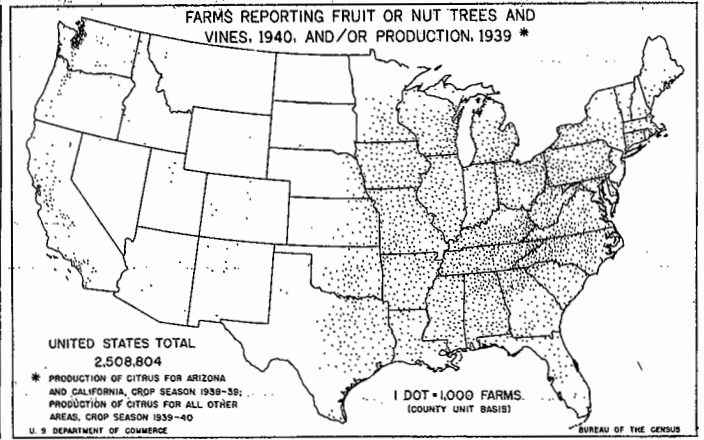 FARMS REPORTING FRUIT OR NUT TREES AND
VINES, 1940, AND/OR PRODUCTION, 1939 *
UNITED STATES TOTAL
2,508,804
* PRODUCTION OF CITRUS FOR ARIZONA
AND CALIFORNIA, CROP SEASON 1938-39;
PRODUCTION OF CITRUS FOR ALL OTHER
AREAS, CROP SEASON 1939-40
U. S DEPARTMENT OF COMMERCE
1 DOT = 1,000 FARMS.
(COUNTY UNIT BASIS)
BUREAU OF THE CENSUS